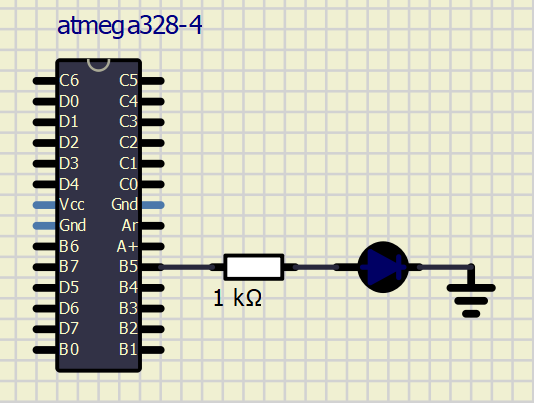 atmega328-4
C6 C5
D0 C4
D1 C3
D2 C2
D3 C1
D4 C0
Vcc Gnd
Gnd Ar
B6 A+
B7 B5
D5 B4
D6 B3
D7 B2
B0 B1
1 kΩ